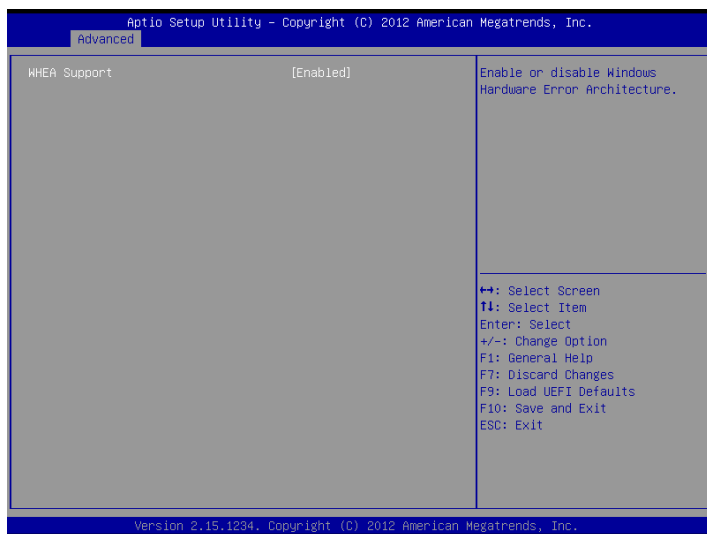 Aptio Setup Utility – Copyright (C) 2012 American Megatrends, Inc.
Advanced
WHEA Support [Enabled]
Enable or disable Windows
Hardware Error Architecture.
↔: Select Screen
↑↓: Select Item
Enter: Select
+/-: Change Option
F1: General Help
F7: Discard Changes
F9: Load UEFI Defaults
F10: Save and Exit
ESC: Exit
Version 2.15.1234. Copyright (C) 2012 American Megatrends, Inc.